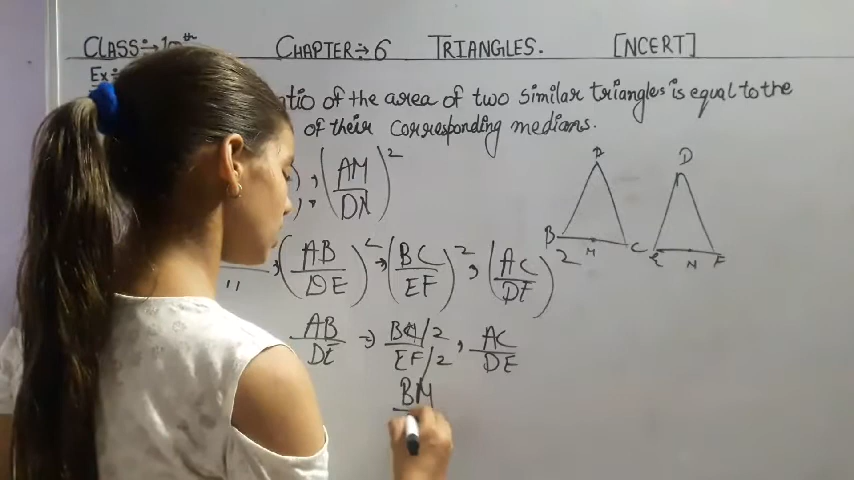 CLASS:→10th CHAPTER:→6 TRIANGLES. [NCERT]
Ex:
of the area of two similar triangles is equal to the
of their corresponding medians.
) , (AM/DN)²
(AB/DE)² → (BC/EF)² , (AC/DF)²
AB/DE → BC/2 / EF/2 , AC/DE
BM
A
B M C
D
E N F